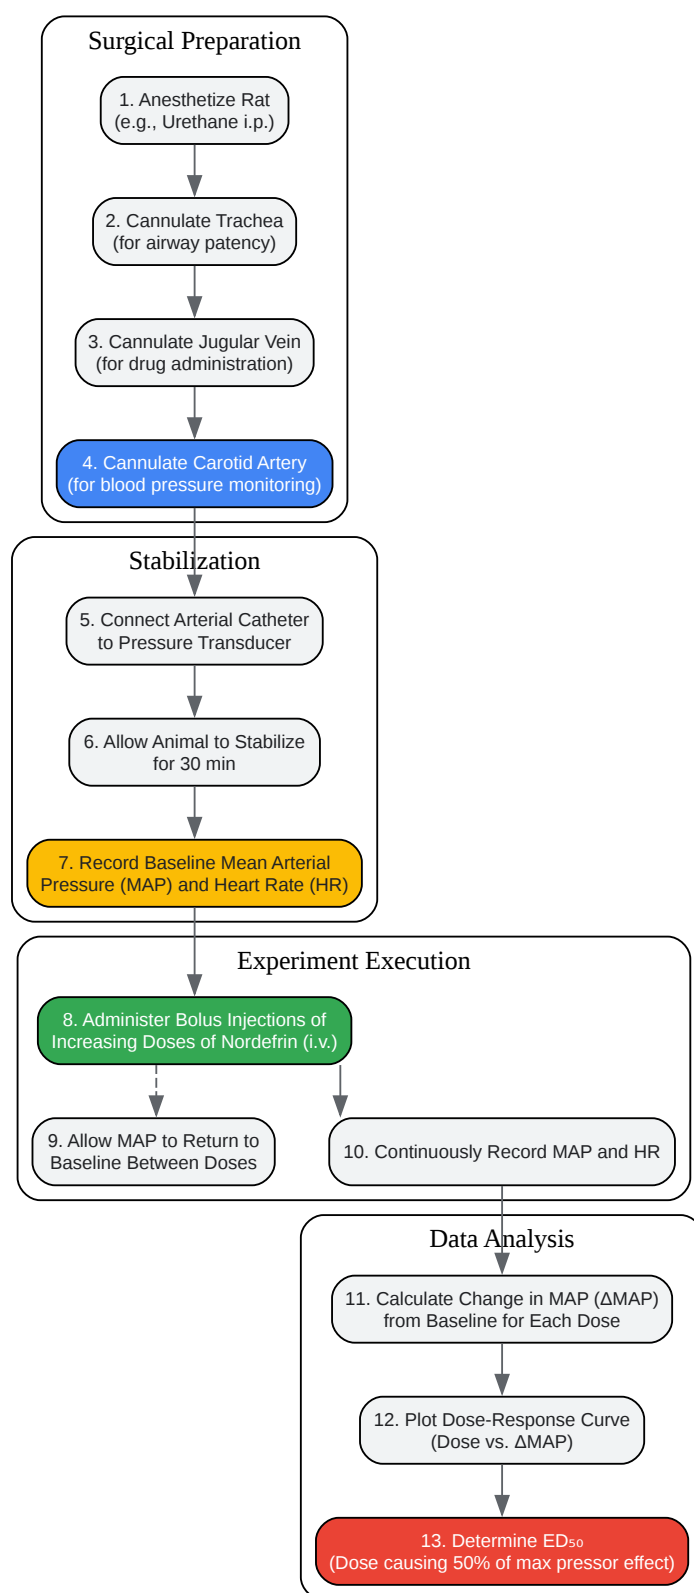 Surgical Preparation
1. Anesthetize Rat
(e.g., Urethane i.p.)
2. Cannulate Trachea
(for airway patency)
3. Cannulate Jugular Vein
(for drug administration)
4. Cannulate Carotid Artery
(for blood pressure monitoring)
Stabilization
5. Connect Arterial Catheter
to Pressure Transducer
6. Allow Animal to Stabilize
for 30 min
7. Record Baseline Mean Arterial
Pressure (MAP) and Heart Rate (HR)
Experiment Execution
8. Administer Bolus Injections of
Increasing Doses of Nordefrin (i.v.)
9. Allow MAP to Return to
Baseline Between Doses
10. Continuously Record MAP and HR
Data Analysis
11. Calculate Change in MAP (ΔMAP)
from Baseline for Each Dose
12. Plot Dose-Response Curve
(Dose vs. ΔMAP)
13. Determine ED₅₀
(Dose causing 50% of max pressor effect)